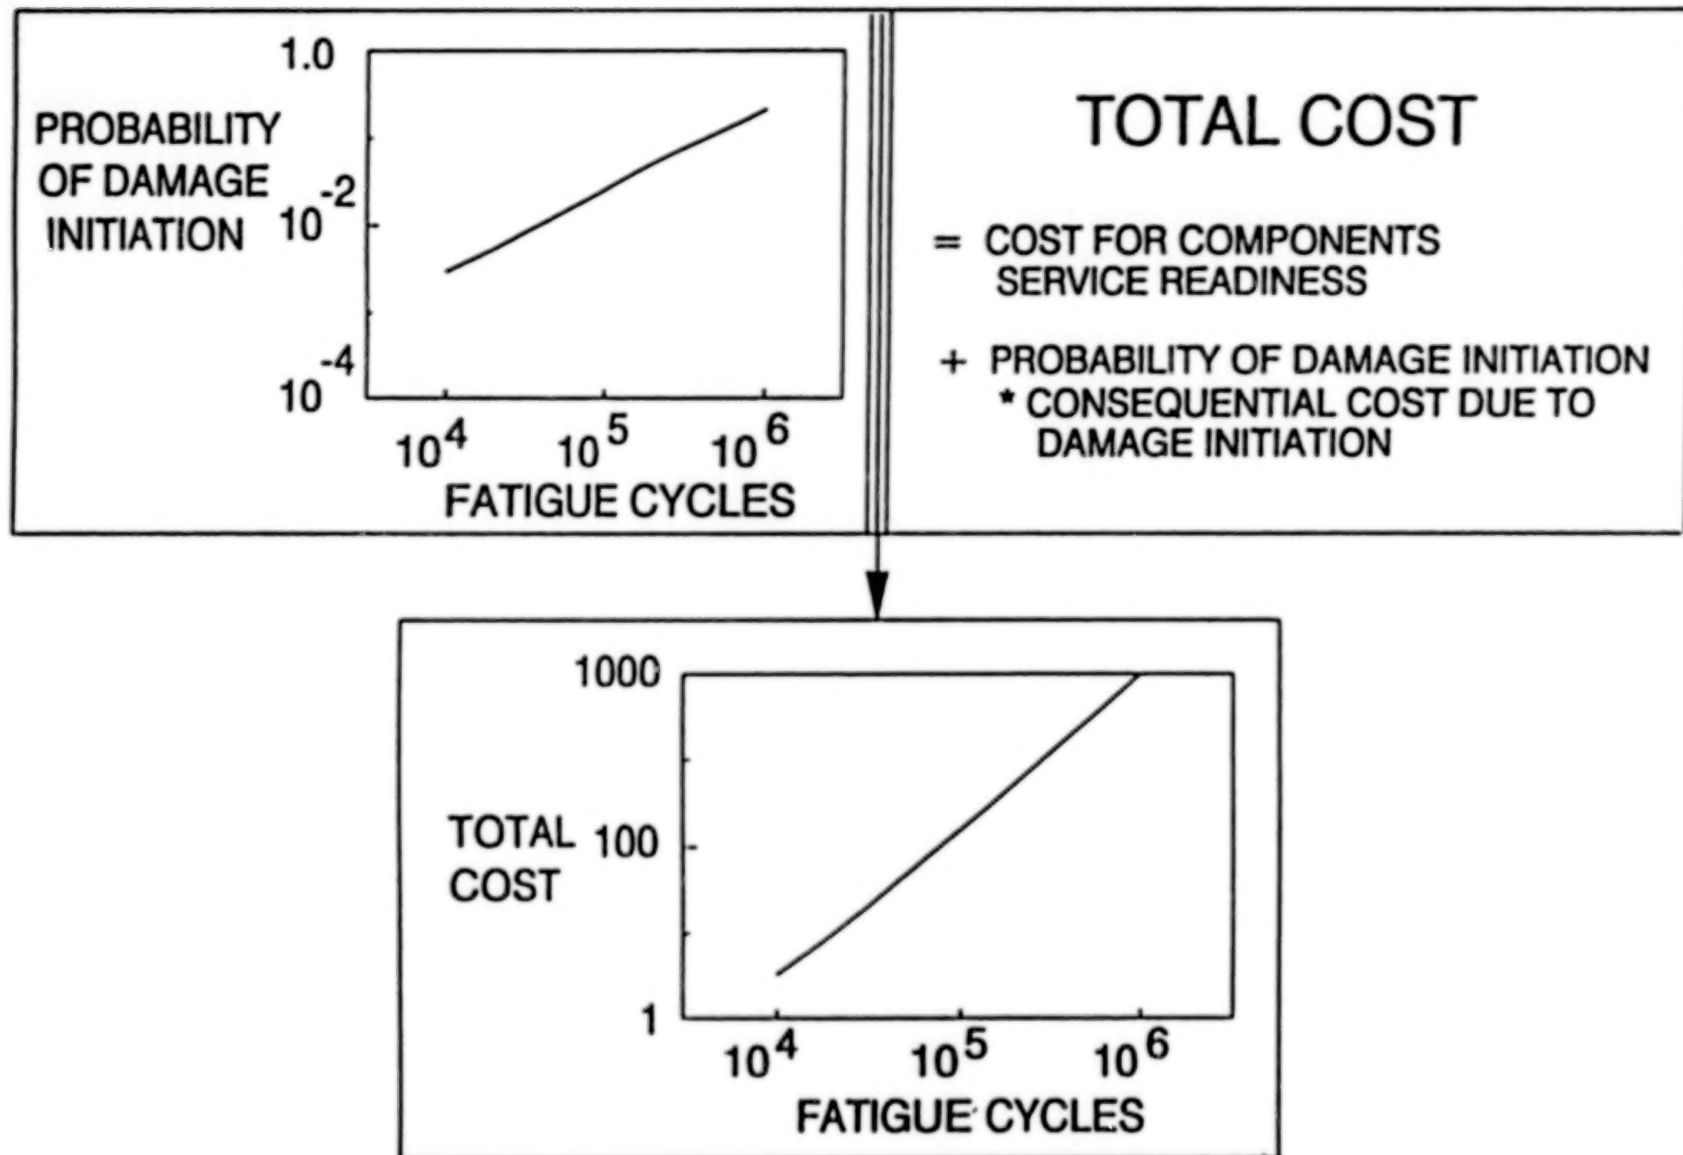 1.0
PROBABILITY
OF DAMAGE
INITIATION
10^-2
10^-4
10^4 10^5 10^6
FATIGUE CYCLES
TOTAL COST
= COST FOR COMPONENTS
SERVICE READINESS
+ PROBABILITY OF DAMAGE INITIATION
* CONSEQUENTIAL COST DUE TO
DAMAGE INITIATION
1000
TOTAL
COST
100
1
10^4 10^5 10^6
FATIGUE CYCLES